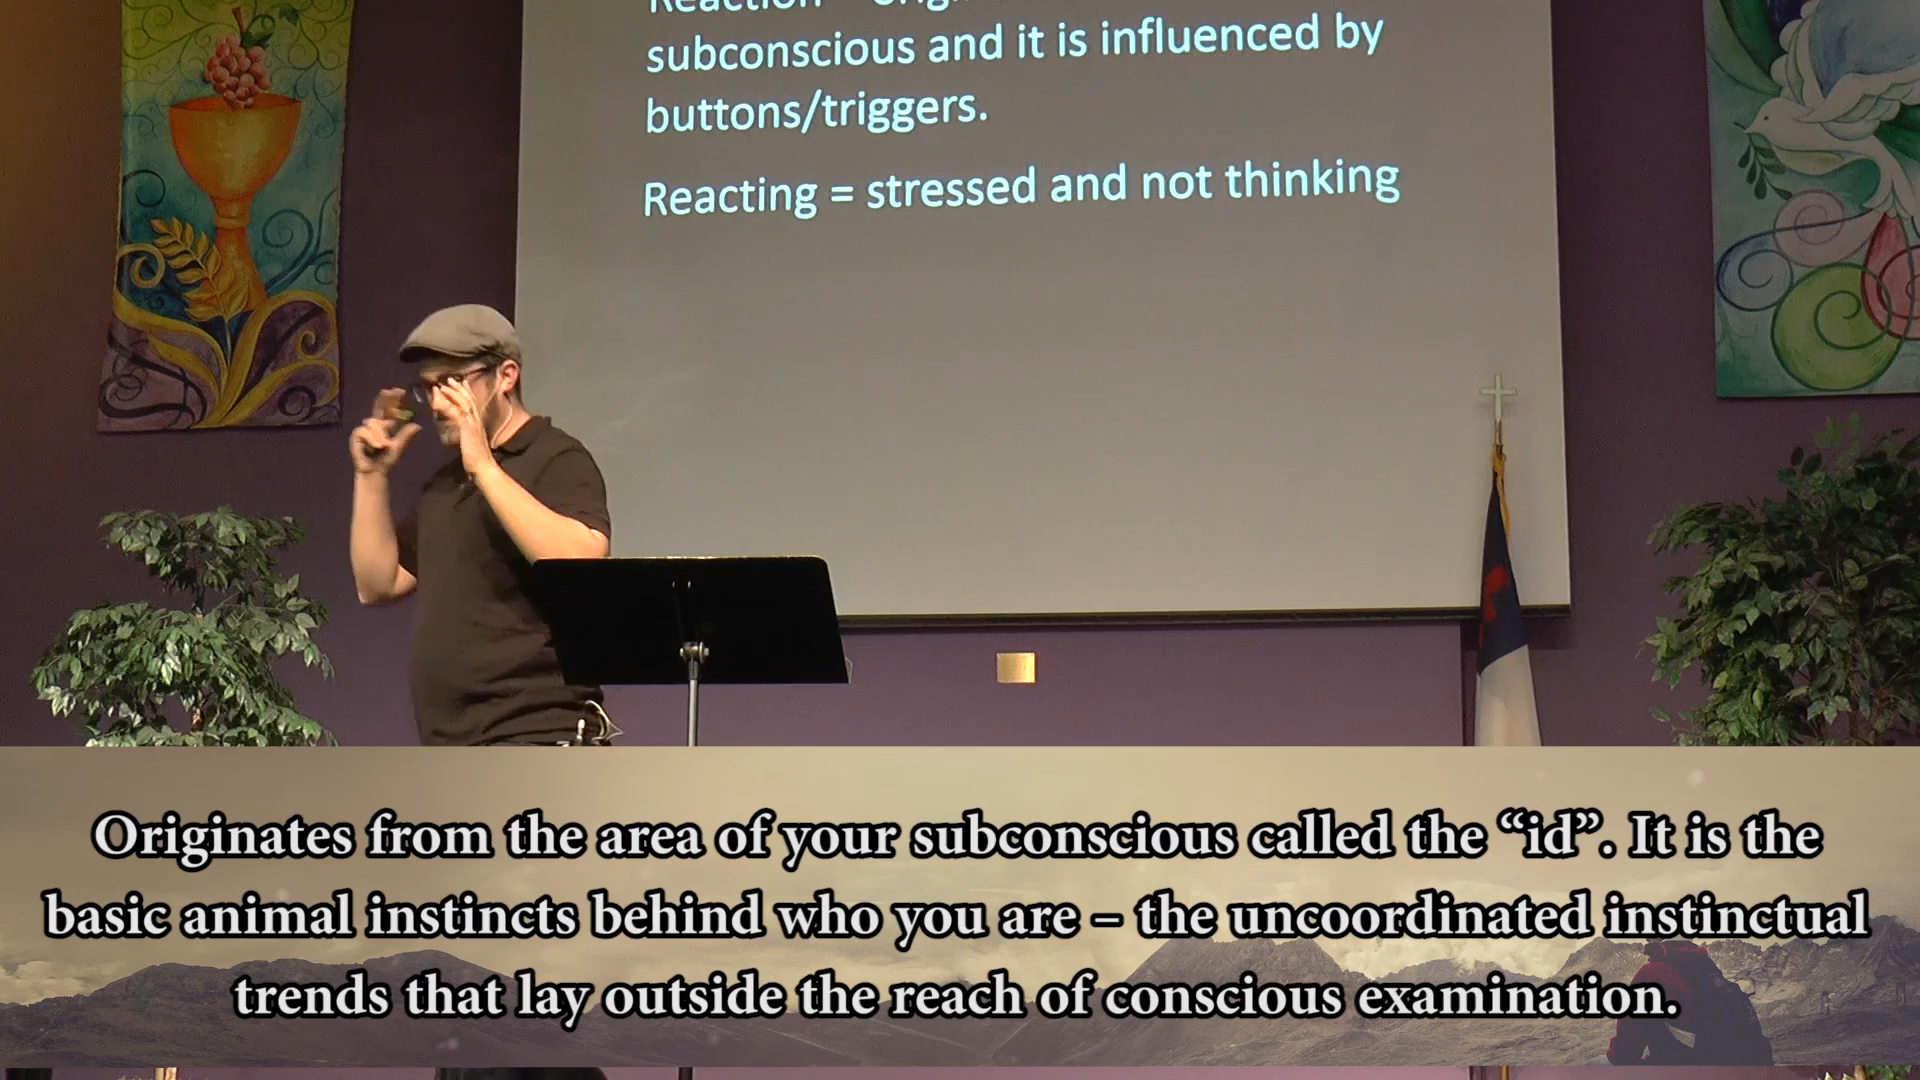 subconscious and it is influenced by
buttons/triggers.
Reacting = stressed and not thinking
Originates from the area of your subconscious called the “id”. It is the
basic animal instincts behind who you are – the uncoordinated instinctual
trends that lay outside the reach of conscious examination.